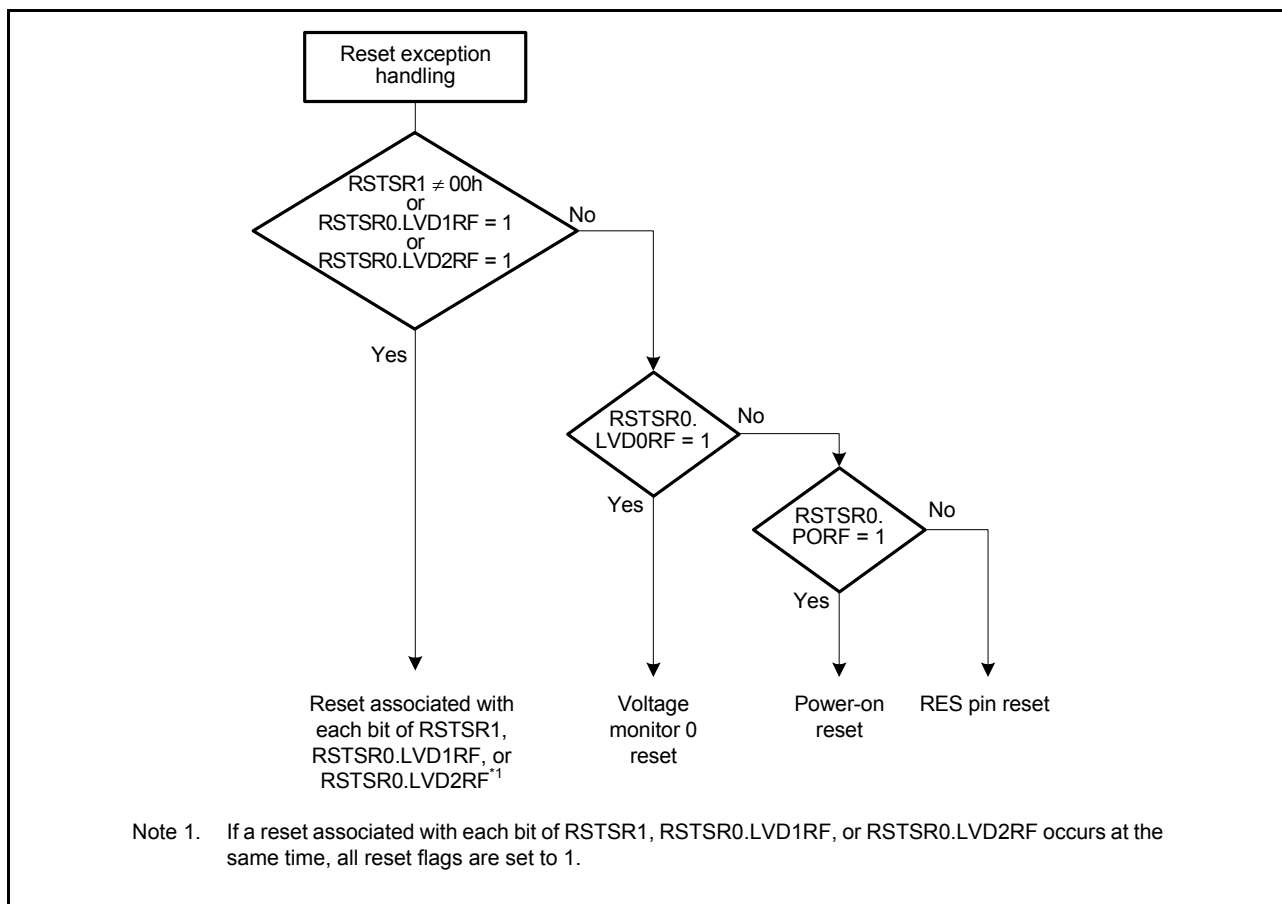 Reset exception
handling
RSTSR1 ≠ 00h
or
RSTSR0.LVD1RF = 1
or
RSTSR0.LVD2RF = 1
No
Yes
RSTSR0.
LVD0RF = 1
No
Yes
RSTSR0.
PORF = 1
No
Yes
Reset associated with
each bit of RSTSR1,
RSTSR0.LVD1RF, or
RSTSR0.LVD2RF*1
Voltage
monitor 0
reset
Power-on
reset
RES pin reset
Note 1. If a reset associated with each bit of RSTSR1, RSTSR0.LVD1RF, or RSTSR0.LVD2RF occurs at the
same time, all reset flags are set to 1.